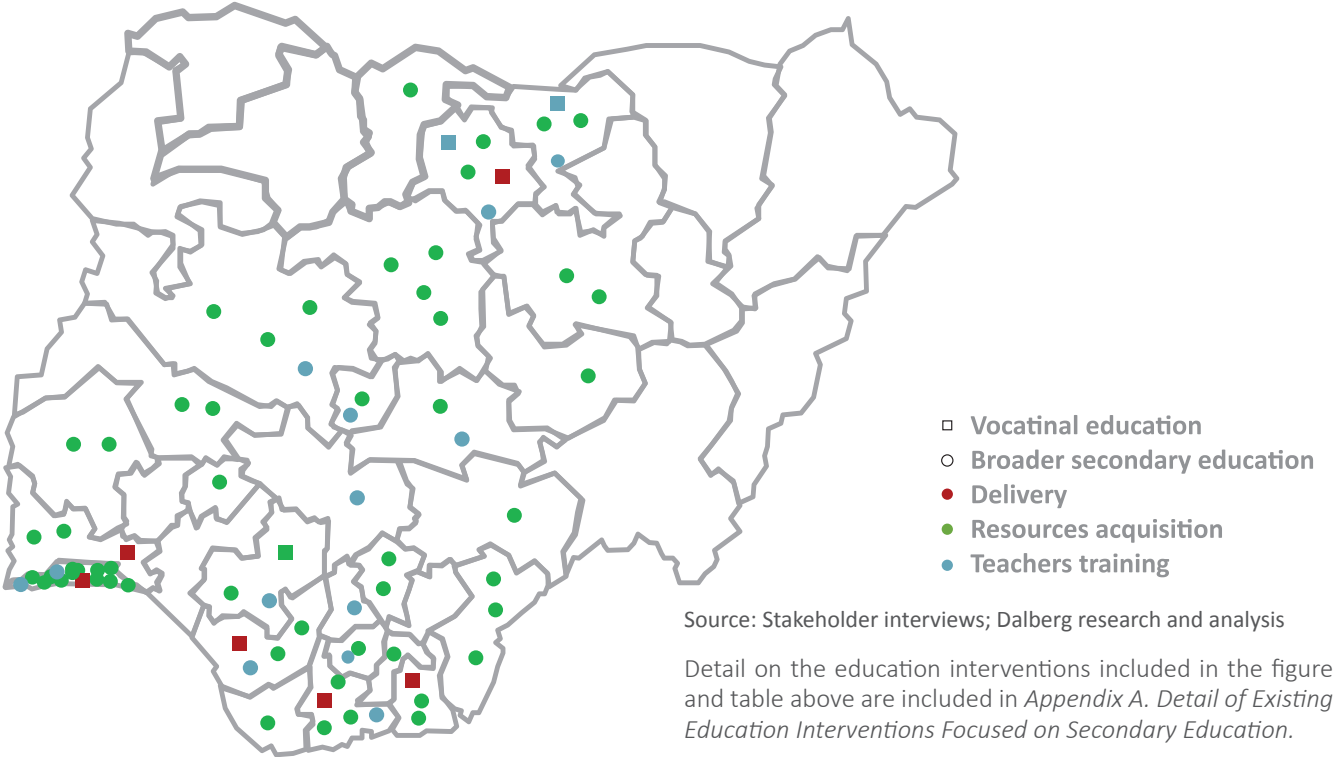 Vocatinal education
Broader secondary education
Delivery
Resources acquisition
Teachers training
Source: Stakeholder interviews; Dalberg research and analysis
Detail on the education interventions included in the figure
and table above are included in Appendix A. Detail of Existing
Education Interventions Focused on Secondary Education.